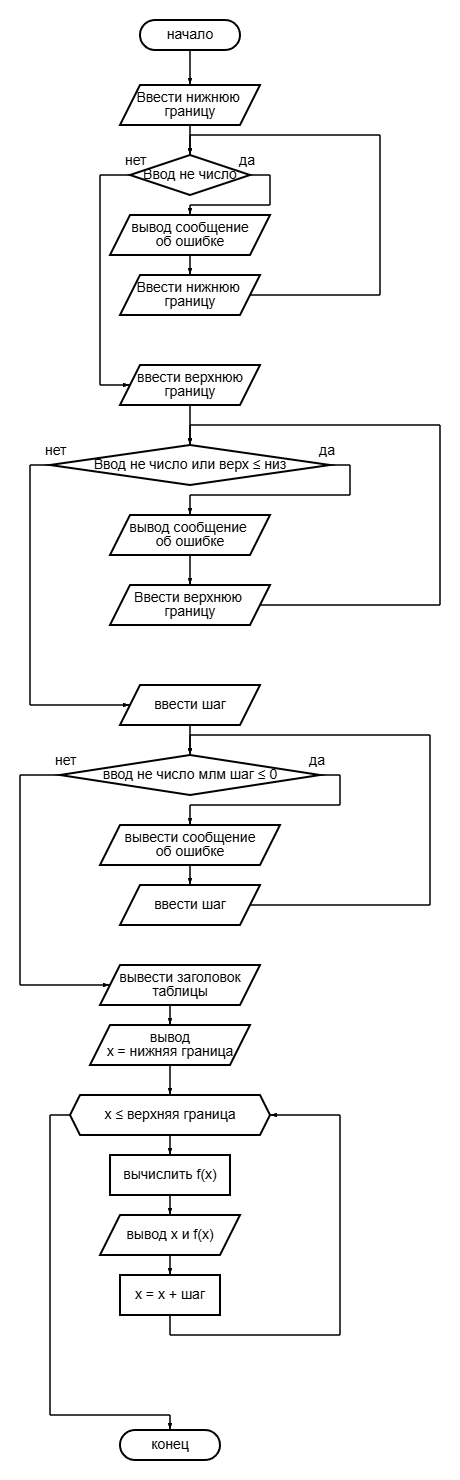 начало
Ввести нижнюю
границу
нет
да
Ввод не число
вывод сообщение
об ошибке
Ввести нижнюю
границу
ввести верхнюю
границу
нет
да
Ввод не число или верх ≤ низ
вывод сообщение
об ошибке
Ввести верхнюю
границу
ввести шаг
нет
да
ввод не число млм шаг ≤ 0
вывести сообщение
об ошибке
ввести шаг
вывести заголовок
таблицы
вывод
x = нижняя граница
x ≤ верхняя граница
вычислить f(x)
вывод x и f(x)
x = x + шаг
конец